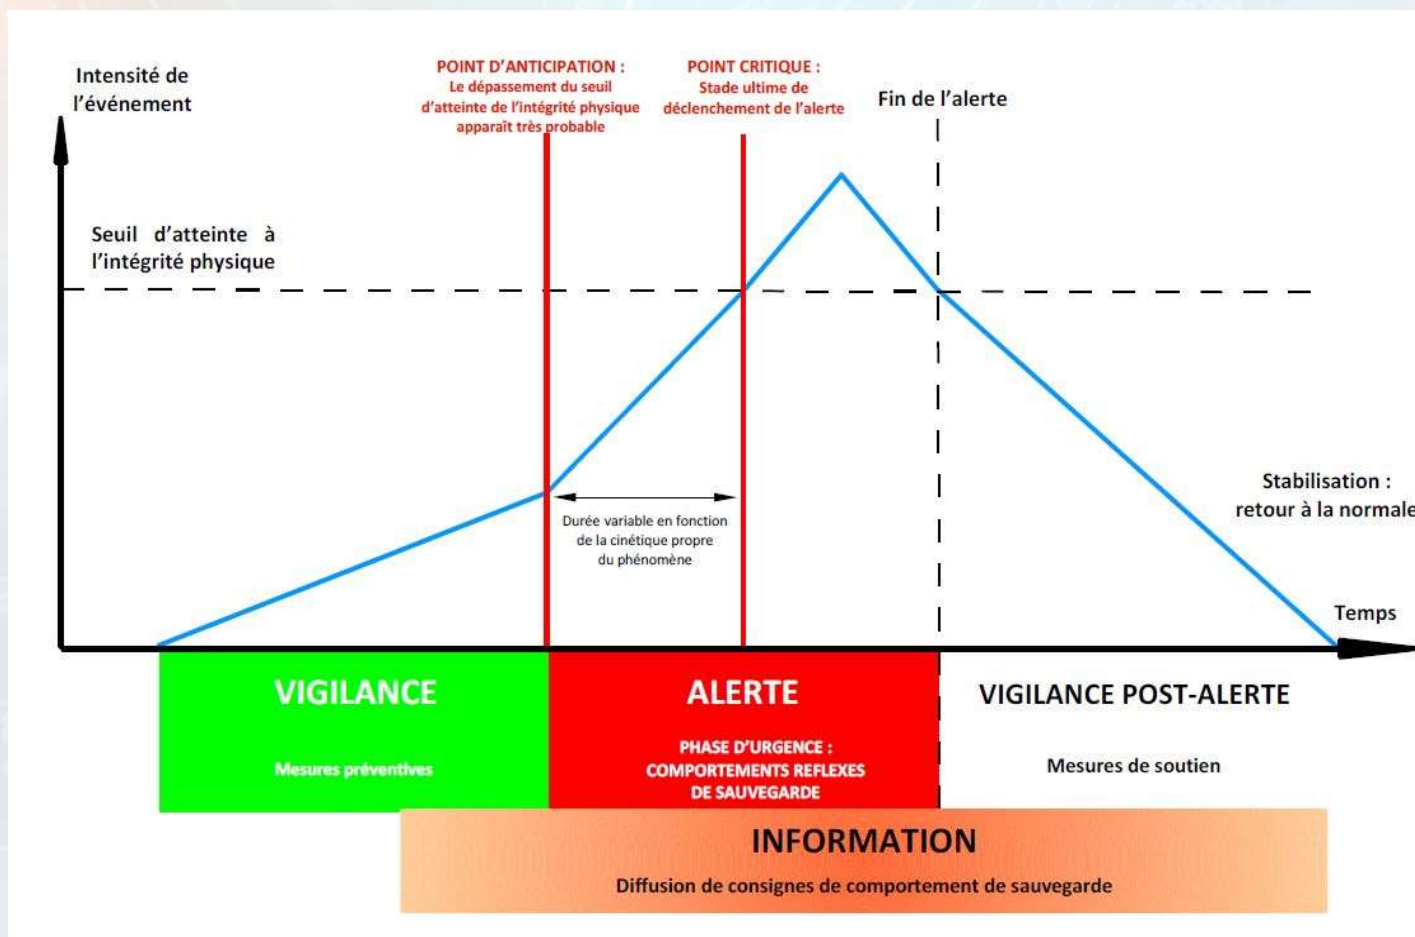 Intensité de
l'événement
POINT D'ANTICIPATION :
Le dépassement du seuil
d'atteinte de l'intégrité physique
apparaît très probable
POINT CRITIQUE :
Stade ultime de
déclenchement de l'alerte
Fin de l'alerte
Seuil d'atteinte à
l'intégrité physique
Durée variable en fonction
de la cinétique propre
du phénomène
Stabilisation :
retour à la normale
Temps
VIGILANCE
Mesures préventives
ALERTE
PHASE D'URGENCE :
COMPORTEMENTS REFLEXES
DE SAUVEGARDE
VIGILANCE POST-ALERTE
Mesures de soutien
INFORMATION
Diffusion de consignes de comportement de sauvegarde